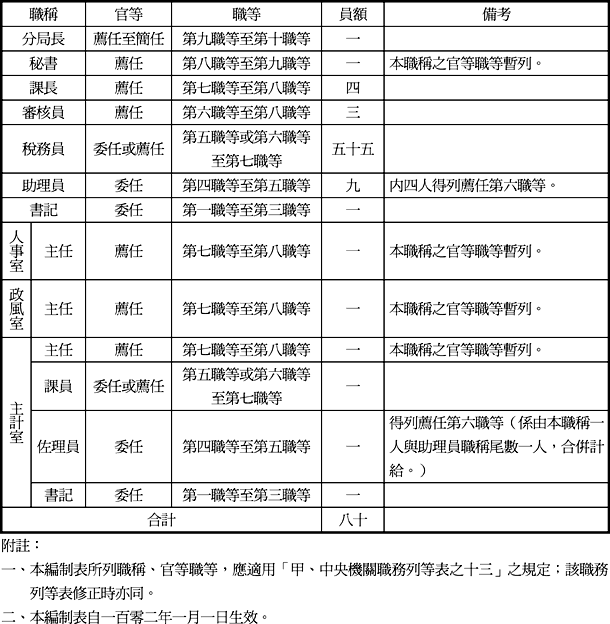 職稱 官等 職等 員額 備考
分局長 薦任至簡任 第九職等至第十職等 一
秘書 薦任 第八職等至第九職等 一 本職稱之官等職等暫列。
課長 薦任 第七職等至第八職等 四
審核員 薦任 第六職等至第八職等 三
稅務員 委任或薦任 第五職等或第六職等
至第七職等 五十五
助理員 委任 第四職等至第五職等 九 內四人得列薦任第六職等。
書記 委任 第一職等至第三職等 一
人事室 主任 薦任 第七職等至第八職等 一 本職稱之官等職等暫列。
政風室 主任 薦任 第七職等至第八職等 一 本職稱之官等職等暫列。
主計室 主任 薦任 第七職等至第八職等 一 本職稱之官等職等暫列。
課員 委任或薦任 第五職等或第六職等
至第七職等 一
佐理員 委任 第四職等至第五職等 一 得列薦任第六職等（係由本職稱一
人與助理員職稱尾數一人，合併計
給。）
書記 委任 第一職等至第三職等 一
合計 八十
附註：
一、本編制表所列職稱、官等職等，應適用「甲、中央機關職務列等表之十三」之規定；該職務
列等表修正時亦同。
二、本編制表自一百零二年一月一日生效。